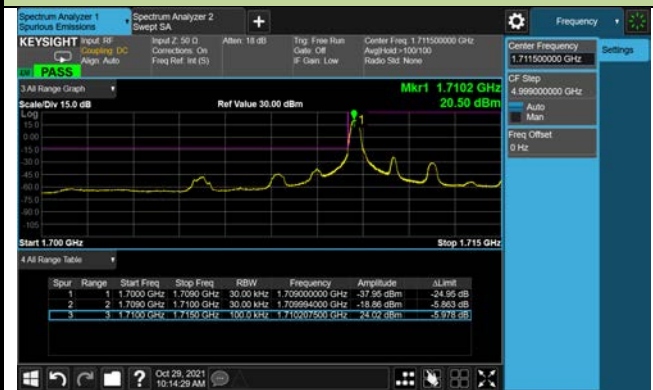 Spectrum Analyzer 1
Spurious Emissions
Spectrum Analyzer 2
Swept SA
+
Frequency
KEYSIGHT
Input: RF
Coupling: DC
Align: Auto
Input Z: 50 Ω
Corrections: On
Freq Ref: Int (S)
Atten: 18 dB
Trig: Free Run
Gate: Off
IF Gain: Low
Center Freq: 1.711500000 GHz
Avg|Hold:>100/100
Radio Std: None
PASS
Center Frequency
1.711500000 GHz
Settings
CF Step
4.999000000 GHz
Auto
Man
Freq Offset
0 Hz
3 All Range Graph
Mkr1 1.7102 GHz
20.50 dBm
Scale/Div 15.0 dB
Ref Value 30.00 dBm
Log
15.0
0.00
-15.0
-30.0
-45.0
-60.0
-75.0
-90.0
-105
1
Start 1.700 GHz
Stop 1.715 GHz
4 All Range Table
Spur Range Start Freq Stop Freq RBW Frequency Amplitude ΔLimit
1 1 1.7000 GHz 1.7090 GHz 30.00 kHz 1.709000000 GHz -37.95 dBm -24.95 dB
2 2 1.7090 GHz 1.7100 GHz 30.00 kHz 1.709994000 GHz -18.86 dBm -5.863 dB
3 3 1.7100 GHz 1.7150 GHz 100.0 kHz 1.710207500 GHz 24.02 dBm -5.978 dB
?
Oct 29, 2021
10:14:29 AM